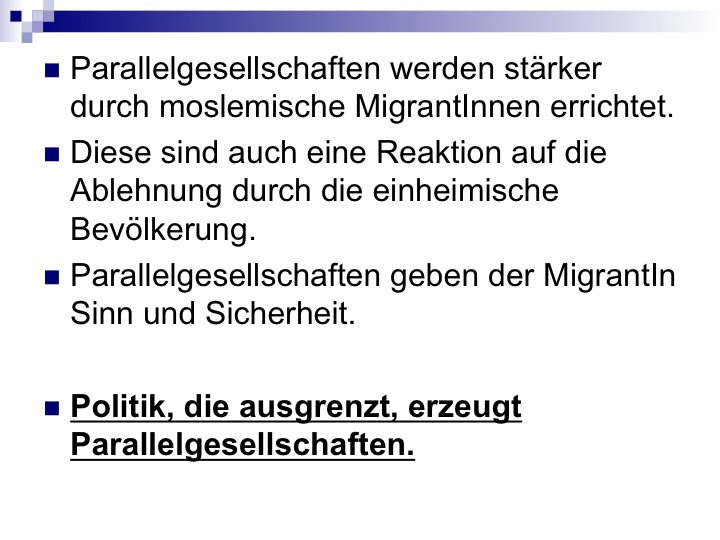 Parallelgesellschaften werden stärker
durch moslemische MigrantInnen errichtet.
Diese sind auch eine Reaktion auf die
Ablehnung durch die einheimische
Bevölkerung.
Parallelgesellschaften geben der MigrantIn
Sinn und Sicherheit.
Politik, die ausgrenzt, erzeugt
Parallelgesellschaften.